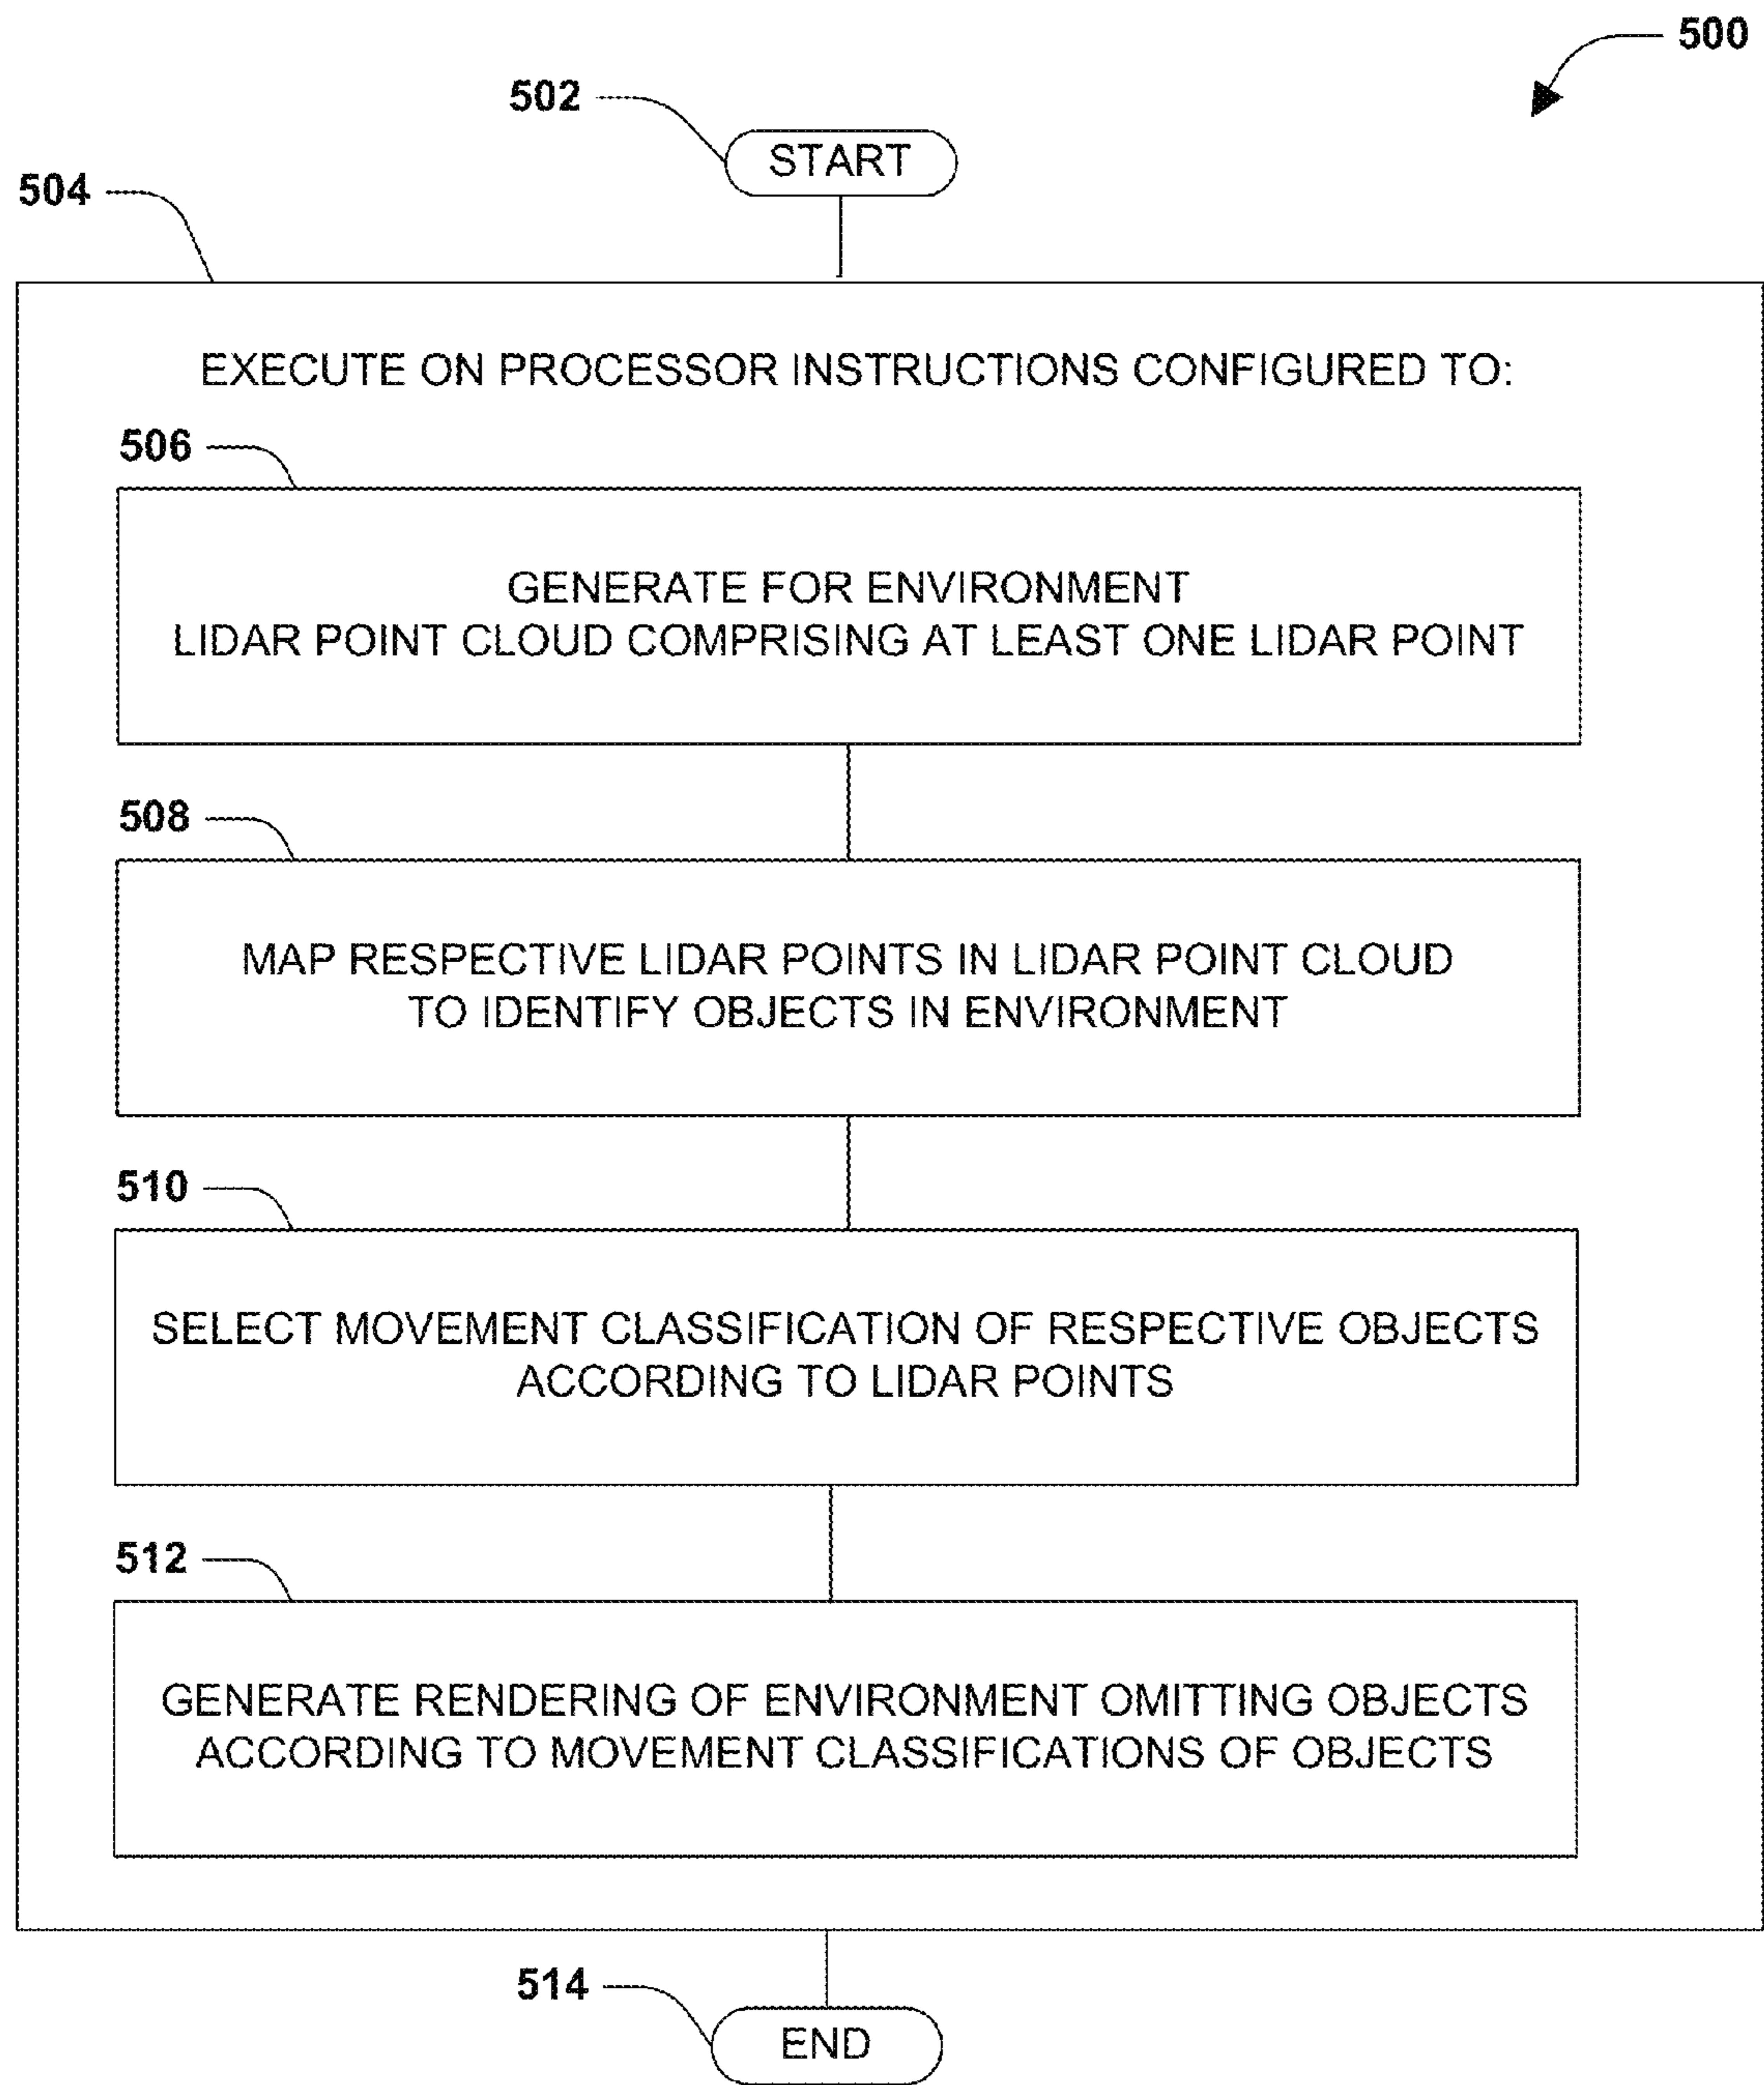 500
502
START
504
EXECUTE ON PROCESSOR INSTRUCTIONS CONFIGURED TO:
506
GENERATE FOR ENVIRONMENT
LIDAR POINT CLOUD COMPRISING AT LEAST ONE LIDAR POINT
508
MAP RESPECTIVE LIDAR POINTS IN LIDAR POINT CLOUD
TO IDENTIFY OBJECTS IN ENVIRONMENT
510
SELECT MOVEMENT CLASSIFICATION OF RESPECTIVE OBJECTS
ACCORDING TO LIDAR POINTS
512
GENERATE RENDERING OF ENVIRONMENT OMITTING OBJECTS
ACCORDING TO MOVEMENT CLASSIFICATIONS OF OBJECTS
514
END